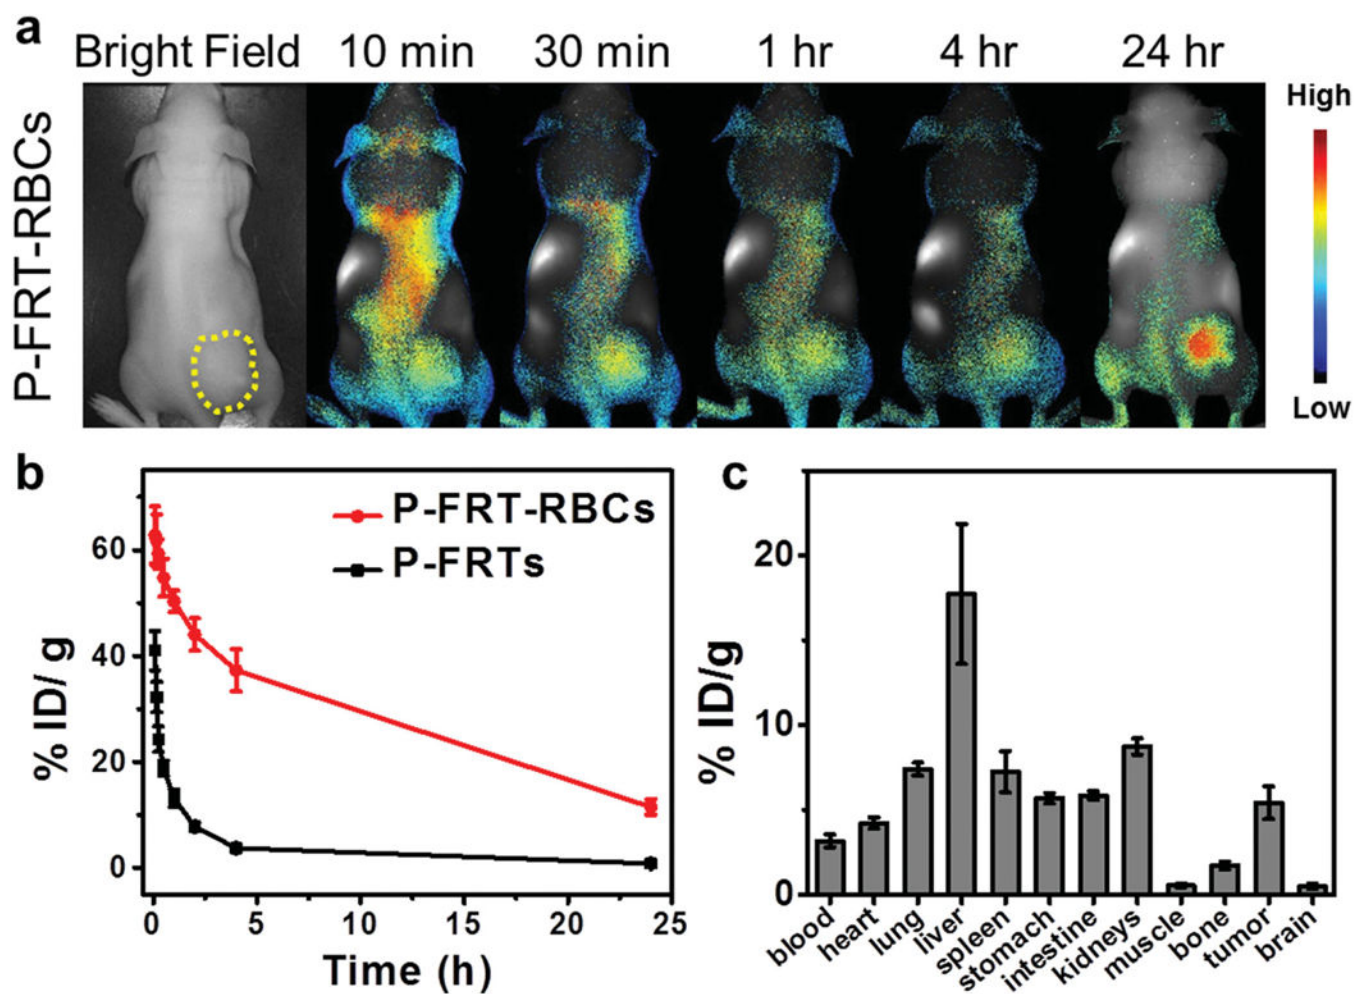 a
Bright Field 10 min 30 min 1 hr 4 hr 24 hr
P-FRT-RBCs
High
Low
b
% ID/ g
60
40
20
0
P-FRT-RBCs
P-FRTs
0 5 10 15 20 25
Time (h)
c
% ID/g
20
10
0
blood heart lung liver spleen stomach intestine kidneys muscle bone tumor brain